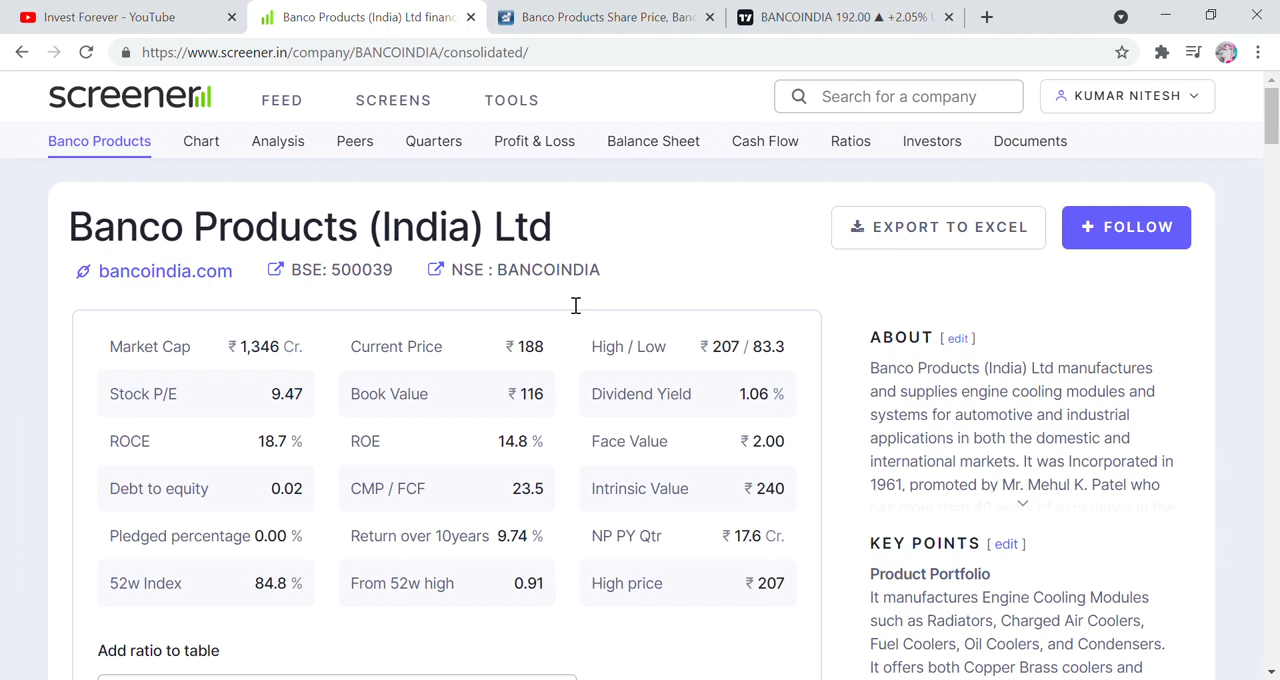 Invest Forever - YouTube
Banco Products (India) Ltd financ
Banco Products Share Price, Banc
BANCOINDIA 192.00 ▲ +2.05% U
https://www.screener.in/company/BANCOINDIA/consolidated/
screener
FEED
SCREENS
TOOLS
Search for a company
KUMAR NITESH
Banco Products
Chart
Analysis
Peers
Quarters
Profit & Loss
Balance Sheet
Cash Flow
Ratios
Investors
Documents
Banco Products (India) Ltd
EXPORT TO EXCEL
+ FOLLOW
bancoindia.com
BSE: 500039
NSE : BANCOINDIA
Market Cap ₹ 1,346 Cr.
Current Price ₹ 188
High / Low ₹ 207 / 83.3
Stock P/E 9.47
Book Value ₹ 116
Dividend Yield 1.06 %
ROCE 18.7 %
ROE 14.8 %
Face Value ₹ 2.00
Debt to equity 0.02
CMP / FCF 23.5
Intrinsic Value ₹ 240
Pledged percentage 0.00 %
Return over 10years 9.74 %
NP PY Qtr ₹ 17.6 Cr.
52w Index 84.8 %
From 52w high 0.91
High price ₹ 207
Add ratio to table
ABOUT [ edit ]
Banco Products (India) Ltd manufactures
and supplies engine cooling modules and
systems for automotive and industrial
applications in both the domestic and
international markets. It was Incorporated in
1961, promoted by Mr. Mehul K. Patel who
has more than 40 years of experience in the
KEY POINTS [ edit ]
Product Portfolio
It manufactures Engine Cooling Modules
such as Radiators, Charged Air Coolers,
Fuel Coolers, Oil Coolers, and Condensers.
It offers both Copper Brass coolers and